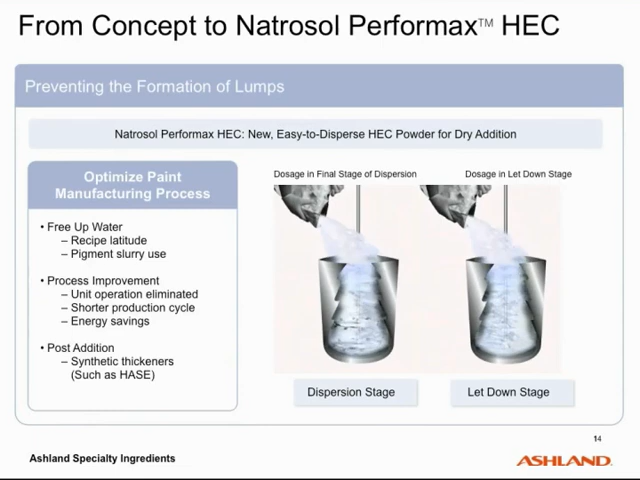 From Concept to Natrosol Performax™ HEC
Preventing the Formation of Lumps
Natrosol Performax HEC: New, Easy-to-Disperse HEC Powder for Dry Addition
Optimize Paint
Manufacturing Process
• Free Up Water
– Recipe latitude
– Pigment slurry use
• Process Improvement
– Unit operation eliminated
– Shorter production cycle
– Energy savings
• Post Addition
– Synthetic thickeners
(Such as HASE)
Dosage in Final Stage of Dispersion
Dosage in Let Down Stage
Dispersion Stage
Let Down Stage
14
Ashland Specialty Ingredients
ASHLAND